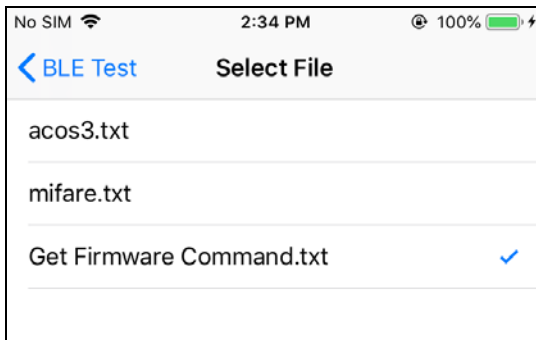 No SIM 2:34 PM 100%
BLE Test Select File
acos3.txt
mifare.txt
Get Firmware Command.txt